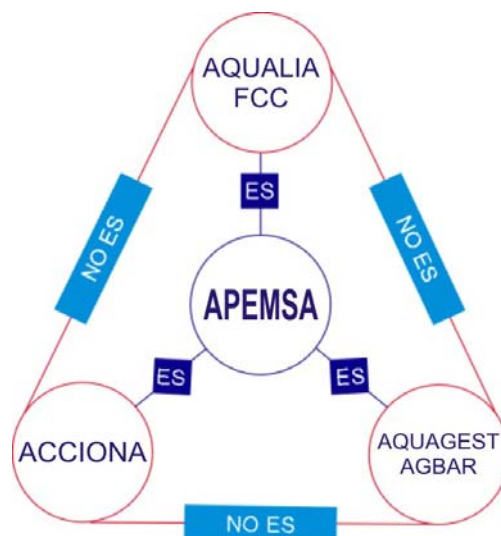 AQUALIA
FCC
ES
NO ES
NO ES
APEMSA
ES
ES
ACCIONA
AQUAGEST
AGBAR
NO ES